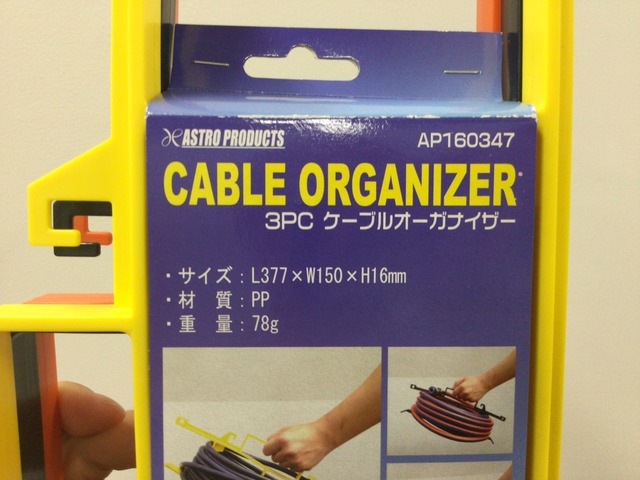 ASTRO PRODUCTS
AP160347
CABLE ORGANIZER
3PC ケーブルオーガナイザー
・サイズ：L377×W150×H16mm
・材　質：PP
・重　量：78g